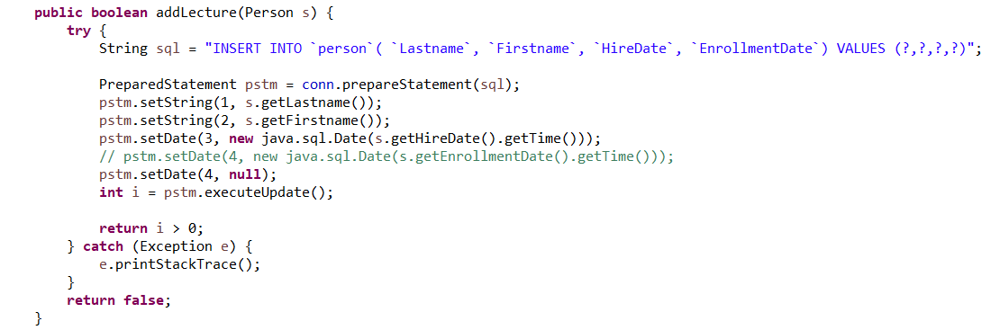 public boolean addLecture(Person s) {
try {
String sql = "INSERT INTO `person`( `Lastname`, `Firstname`, `HireDate`, `EnrollmentDate`) VALUES (?,?,?,?)";
PreparedStatement pstm = conn.prepareStatement(sql);
pstm.setString(1, s.getLastname());
pstm.setString(2, s.getFirstname());
pstm.setDate(3, new java.sql.Date(s.getHireDate().getTime()));
// pstm.setDate(4, new java.sql.Date(s.getEnrollmentDate().getTime()));
pstm.setDate(4, null);
int i = pstm.executeUpdate();
return i > 0;
} catch (Exception e) {
e.printStackTrace();
}
return false;
}